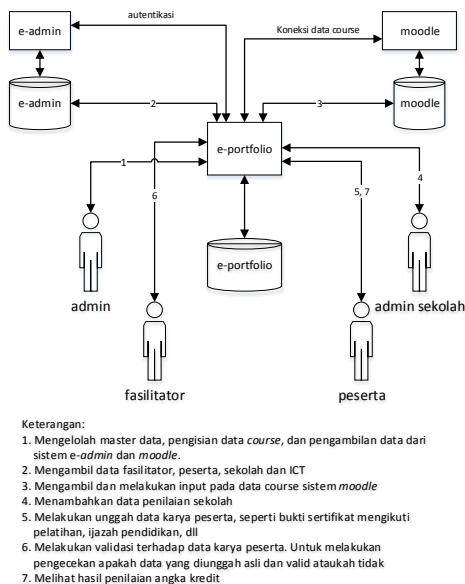 autentikasi
e-admin
Koneksi data course
moodle
e-admin
2
3
moodle
e-portfolio
1
6
5, 7
4
e-portfolio
admin
admin sekolah
fasilitator
peserta
Keterangan:
1. Mengelolah master data, pengisian data course, dan pengambilan data dari
sistem e-admin dan moodle.
2. Mengambil data fasilitator, peserta, sekolah dan ICT
3. Mengambil dan melakukan input pada data course sistem moodle
4. Menambahkan data penilaian sekolah
5. Melakukan unggah data karya peserta, seperti bukti sertifikat mengikuti
pelatihan, ijazah pendidikan, dll
6. Melakukan validasi terhadap data karya peserta. Untuk melakukan
pengecekan apakah data yang diunggah asli dan valid ataukah tidak
7. Melihat hasil penilaian angka kredit